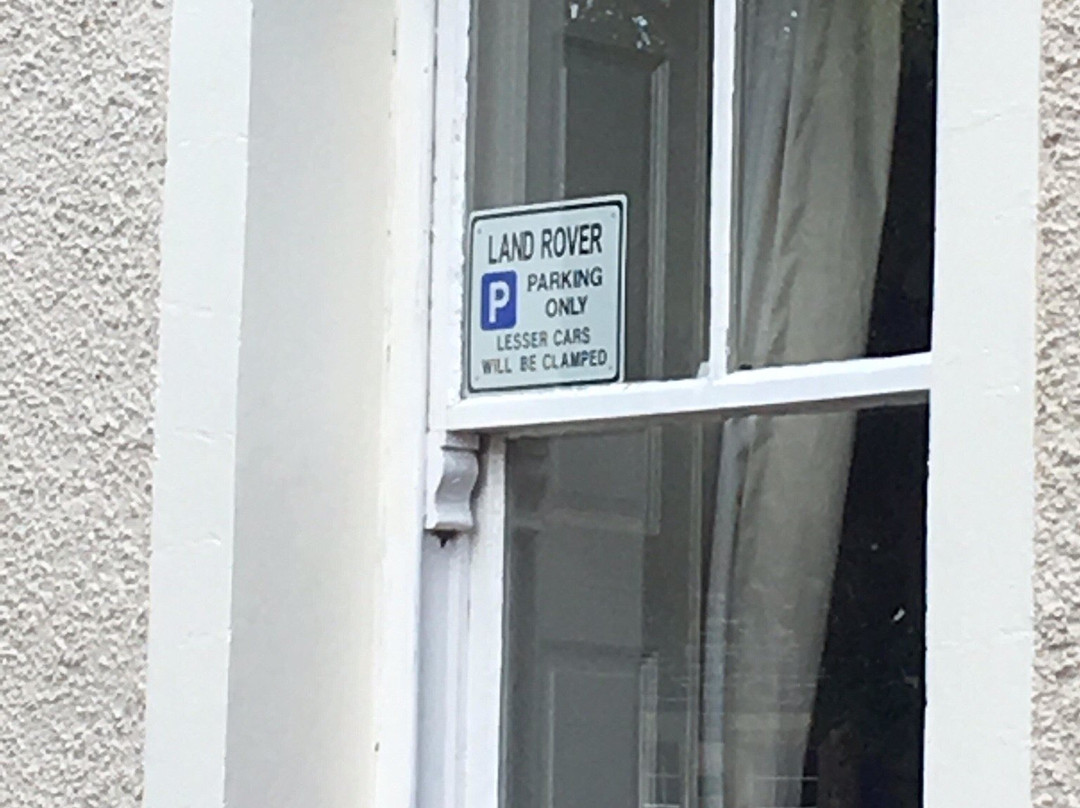 LAND ROVER
P PARKING
ONLY
LESSER CARS
WILL BE CLAMPED